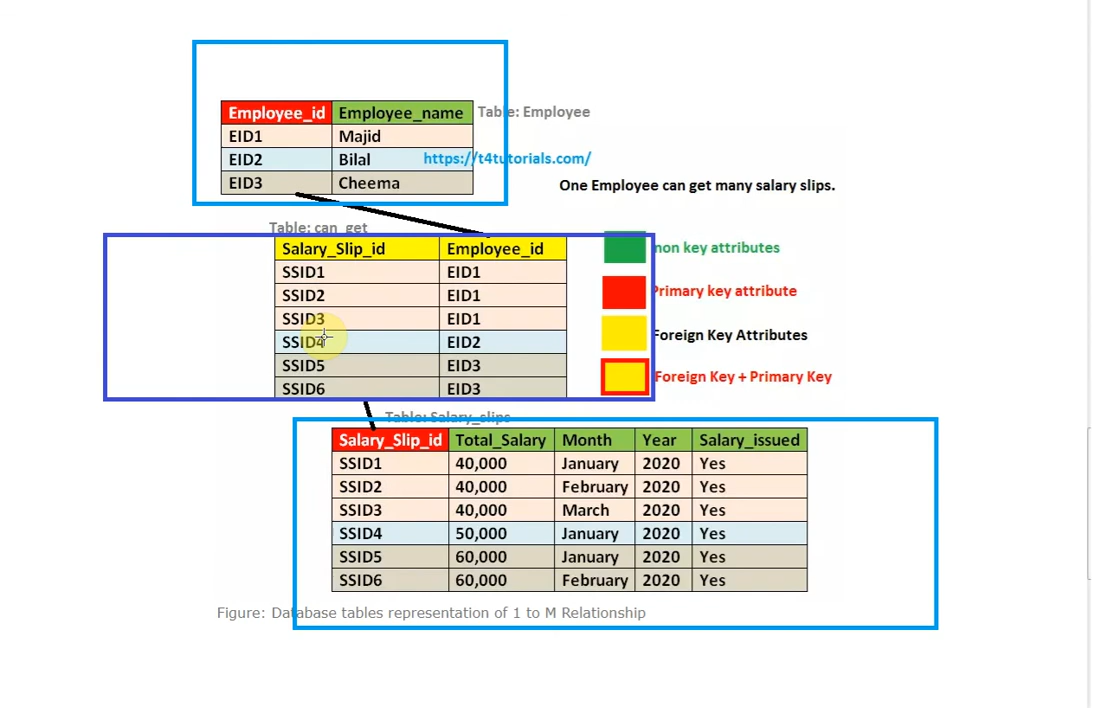 Employee_id Employee_name Table: Employee
EID1 Majid
EID2 Bilal https://t4tutorials.com/
EID3 Cheema
One Employee can get many salary slips.
Table: can_get
Salary_Slip_id Employee_id
SSID1 EID1
SSID2 EID1
SSID3 EID1
SSID4 EID2
SSID5 EID3
SSID6 EID3
non key attributes
Primary key attribute
Foreign Key Attributes
Foreign Key + Primary Key
Table: Salary_slips
Salary_Slip_id Total_Salary Month Year Salary_issued
SSID1 40,000 January 2020 Yes
SSID2 40,000 February 2020 Yes
SSID3 40,000 March 2020 Yes
SSID4 50,000 January 2020 Yes
SSID5 60,000 January 2020 Yes
SSID6 60,000 February 2020 Yes
Figure: Database tables representation of 1 to M Relationship